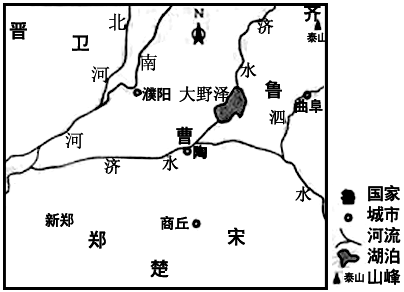 晋
卫
北
河
南
河
N
济
水
齐
泰山
濮阳
大野泽
鲁
泗
曲阜
曹
陶
济
水
水
新郑
郑
商丘
宋
楚
鲁 国家
城市
河流
湖泊
泰山 山峰